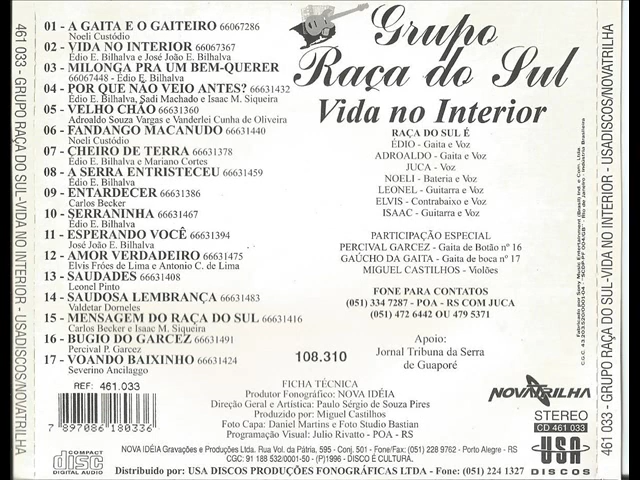 461 033 - GRUPO RAÇA DO SUL-VIDA NO INTERIOR - USADISCOS/NOVATRILHA
01 - A GAITA E O GAITEIRO 66067286
Noeli Custódio
02 - VIDA NO INTERIOR 66067367
Édio E. Bilhalva e José João E. Bilhalva
03 - MILONGA PRA UM BEM-QUERER
66067448 - Édio E. Bilhalva
04 - POR QUE NÃO VEIO ANTES? 66631432
Édio E. Bilhalva, Sadi Machado e Isaac M. Siqueira
05 - VELHO CHÃO 66631360
Adroaldo Souza Vargas e Vanderlei Cunha de Oliveira
06 - FANDANGO MACANUDO 66631440
Noeli Custódio
07 - CHEIRO DE TERRA 66631378
Édio E. Bilhalva e Mariano Cortes
08 - A SERRA ENTRISTECEU 66631459
Édio E. Bilhalva
09 - ENTARDECER 66631386
Carlos Becker
10 - SERRANINHA 66631467
Édio E. Bilhalva
11 - ESPERANDO VOCÊ 66631394
José João E. Bilhalva
12 - AMOR VERDADEIRO 66631475
Elvis Fróes de Lima e Antonio C. de Lima
13 - SAUDADES 66631408
Leonel Pinto
14 - SAUDOSA LEMBRANÇA 66631483
Valdetar Dorneles
15 - MENSAGEM DO RAÇA DO SUL 66631416
Carlos Becker e Isaac M. Siqueira
16 - BUGIO DO GARCEZ 66631491
Percival P. Garcez
17 - VOANDO BAIXINHO 66631424
Severino Ancilaggo
Grupo
Raça do Sul
Vida no Interior
RAÇA DO SUL É
ÉDIO - Gaita e Voz
ADROALDO - Gaita e Voz
JUCA - Voz
NOELI - Bateria e Voz
LEONEL - Guitarra e Voz
ELVIS - Contrabaixo e Voz
ISAAC - Guitarra e Voz
PARTICIPAÇÃO ESPECIAL
PERCIVAL GARCEZ - Gaita de Botão nº 16
GAÚCHO DA GAITA - Gaita de boca nº 17
MIGUEL CASTILHOS - Violões
FONE PARA CONTATOS
(051) 334 7287 - POA - RS COM JUCA
(051) 472 6442 OU 479 5371
108.310
Apoio:
Jornal Tribuna da Serra
de Guaporé
REF: 461.033
7 897086 180336
COMPACT
disc
DIGITAL AUDIO
FICHA TÉCNICA
Produtor Fonográfico: NOVA IDÉIA
Direção Geral e Artística: Paulo Sérgio de Souza Pires
Produzido por: Miguel Castilhos
Foto Capa: Daniel Martins e Foto Studio Bastian
Programação Visual: Julio Rivatto - POA - RS
NOVATRILHA
STEREO
CD 461 033
USA
DISCOS
NOVA IDÉIA Gravações e Produções Ltda. Rua Vol. da Pátria, 595 - Conj. 501 - Fone/Fax: (051) 228 9762 - Porto Alegre - RS
CGC: 91 188 532/0001-50 - (P)1996 - DISCO É CULTURA.
Distribuído por: USA DISCOS PRODUÇÕES FONOGRÁFICAS LTDA - Fone: (051) 224 1327
Fabricado por Sony Music Entertainment (Brasil) Ind. e Com. Ltda.
461 033 - GRUPO RAÇA DO SUL-VIDA NO INTERIOR - USADISCOS/NOVATRILHA